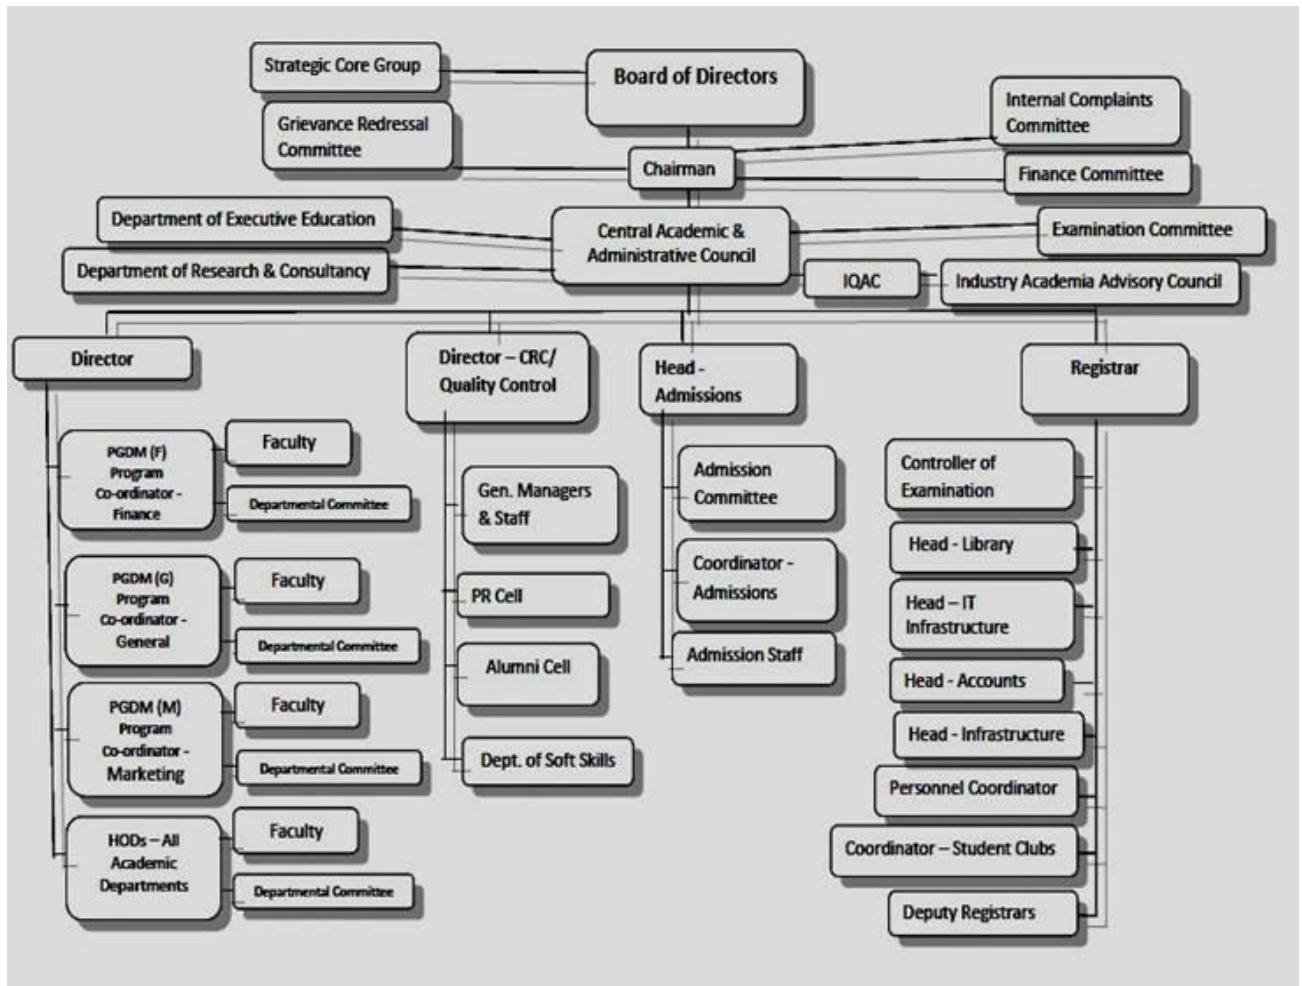 Strategic Core Group
Board of Directors
Internal Complaints
Committee
Grievance Redressal
Committee
Chairman
Finance Committee
Department of Executive Education
Central Academic &
Administrative Council
Examination Committee
Department of Research & Consultancy
IQAC
Industry Academia Advisory Council
Director
Director – CRC/
Quality Control
Head -
Admissions
Registrar
PGDM (F)
Program
Co-ordinator -
Finance
Faculty
Departmental Committee
PGDM (G)
Program
Co-ordinator -
General
Faculty
Departmental Committee
PGDM (M)
Program
Co-ordinator -
Marketing
Faculty
Departmental Committee
HODs – All
Academic
Departments
Faculty
Departmental Committee
Gen. Managers
& Staff
PR Cell
Alumni Cell
Dept. of Soft Skills
Admission
Committee
Coordinator -
Admissions
Admission Staff
Controller of
Examination
Head - Library
Head – IT
Infrastructure
Head - Accounts
Head - Infrastructure
Personnel Coordinator
Coordinator – Student Clubs
Deputy Registrars